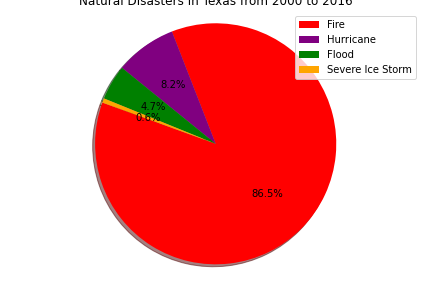 Natural Disasters in Texas from 2000 to 2016
Fire
Hurricane
Flood
Severe Ice Storm
8.2%
4.7%
0.6%
86.5%